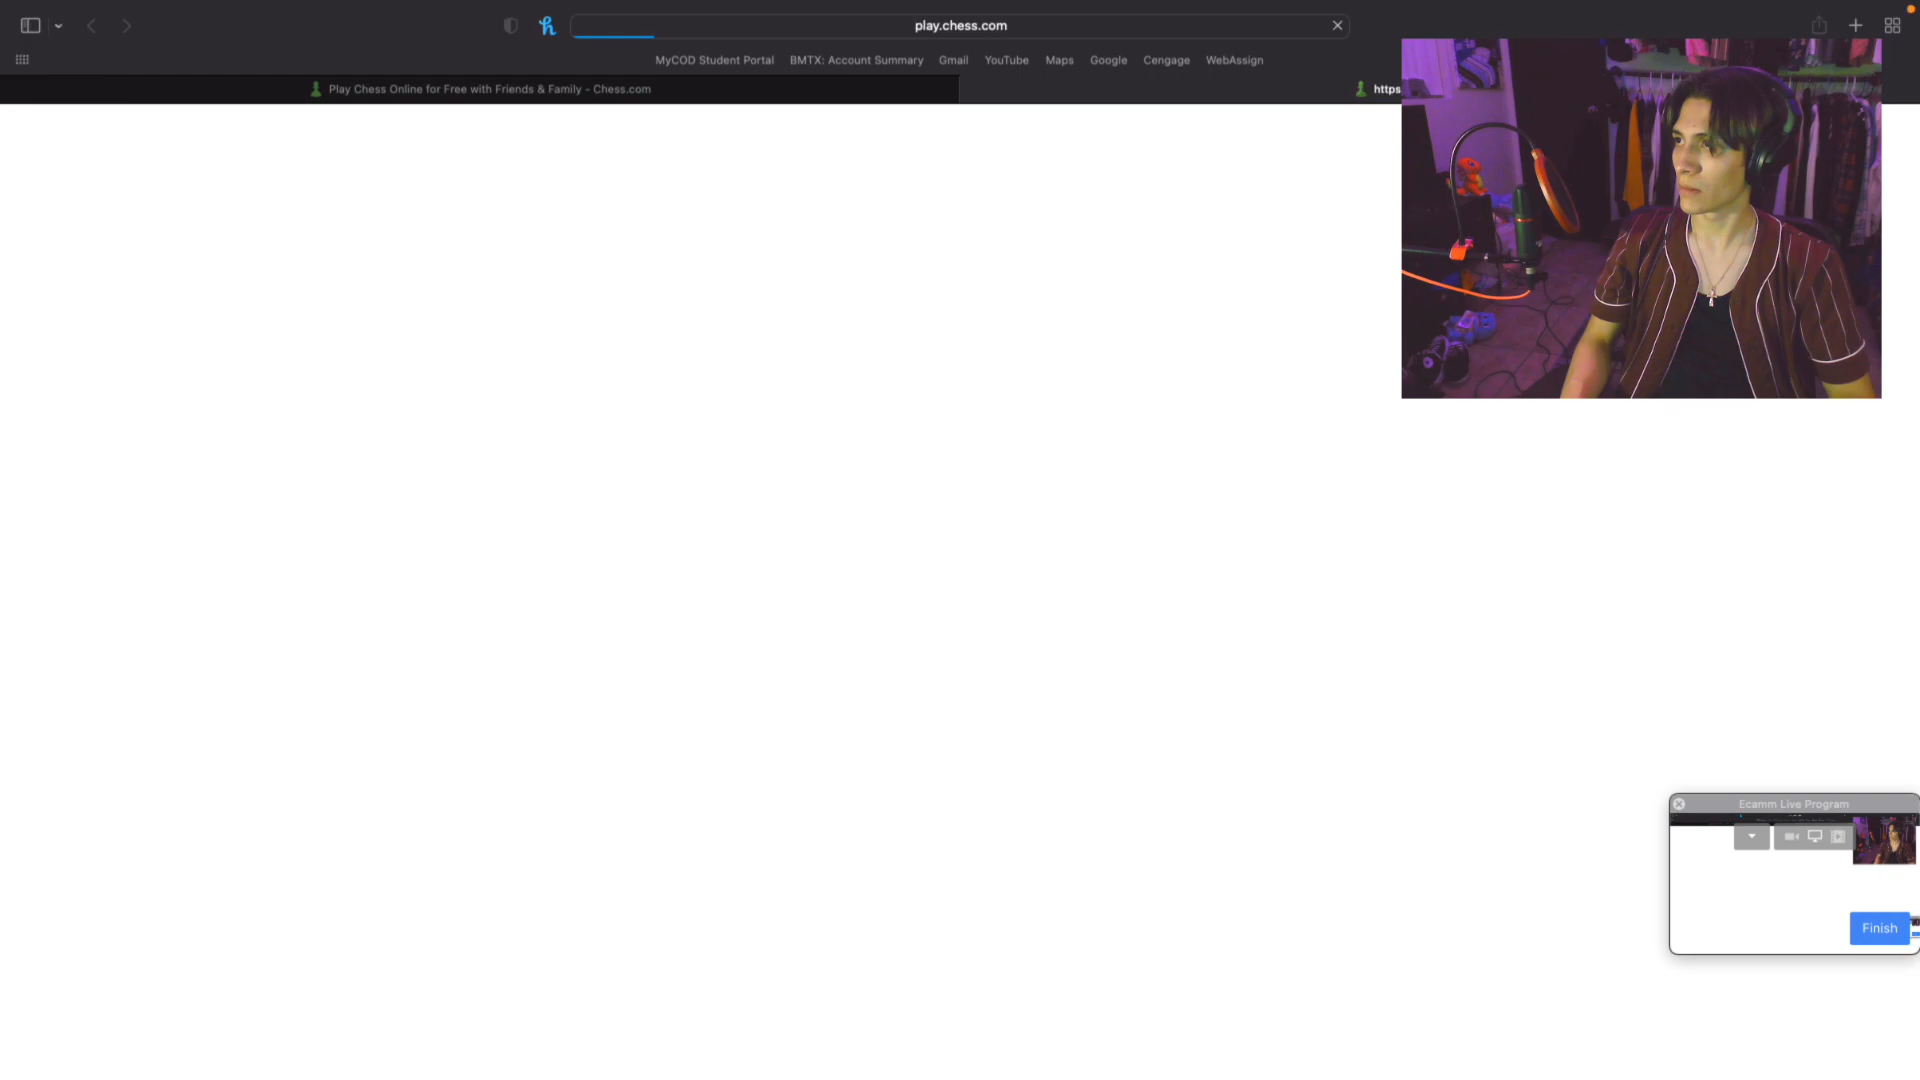 play.chess.com
MyCOD Student Portal BMTX: Account Summary Gmail YouTube Maps Google Cengage WebAssign
Play Chess Online for Free with Friends & Family - Chess.com
https
Ecamm Live Program
Finish